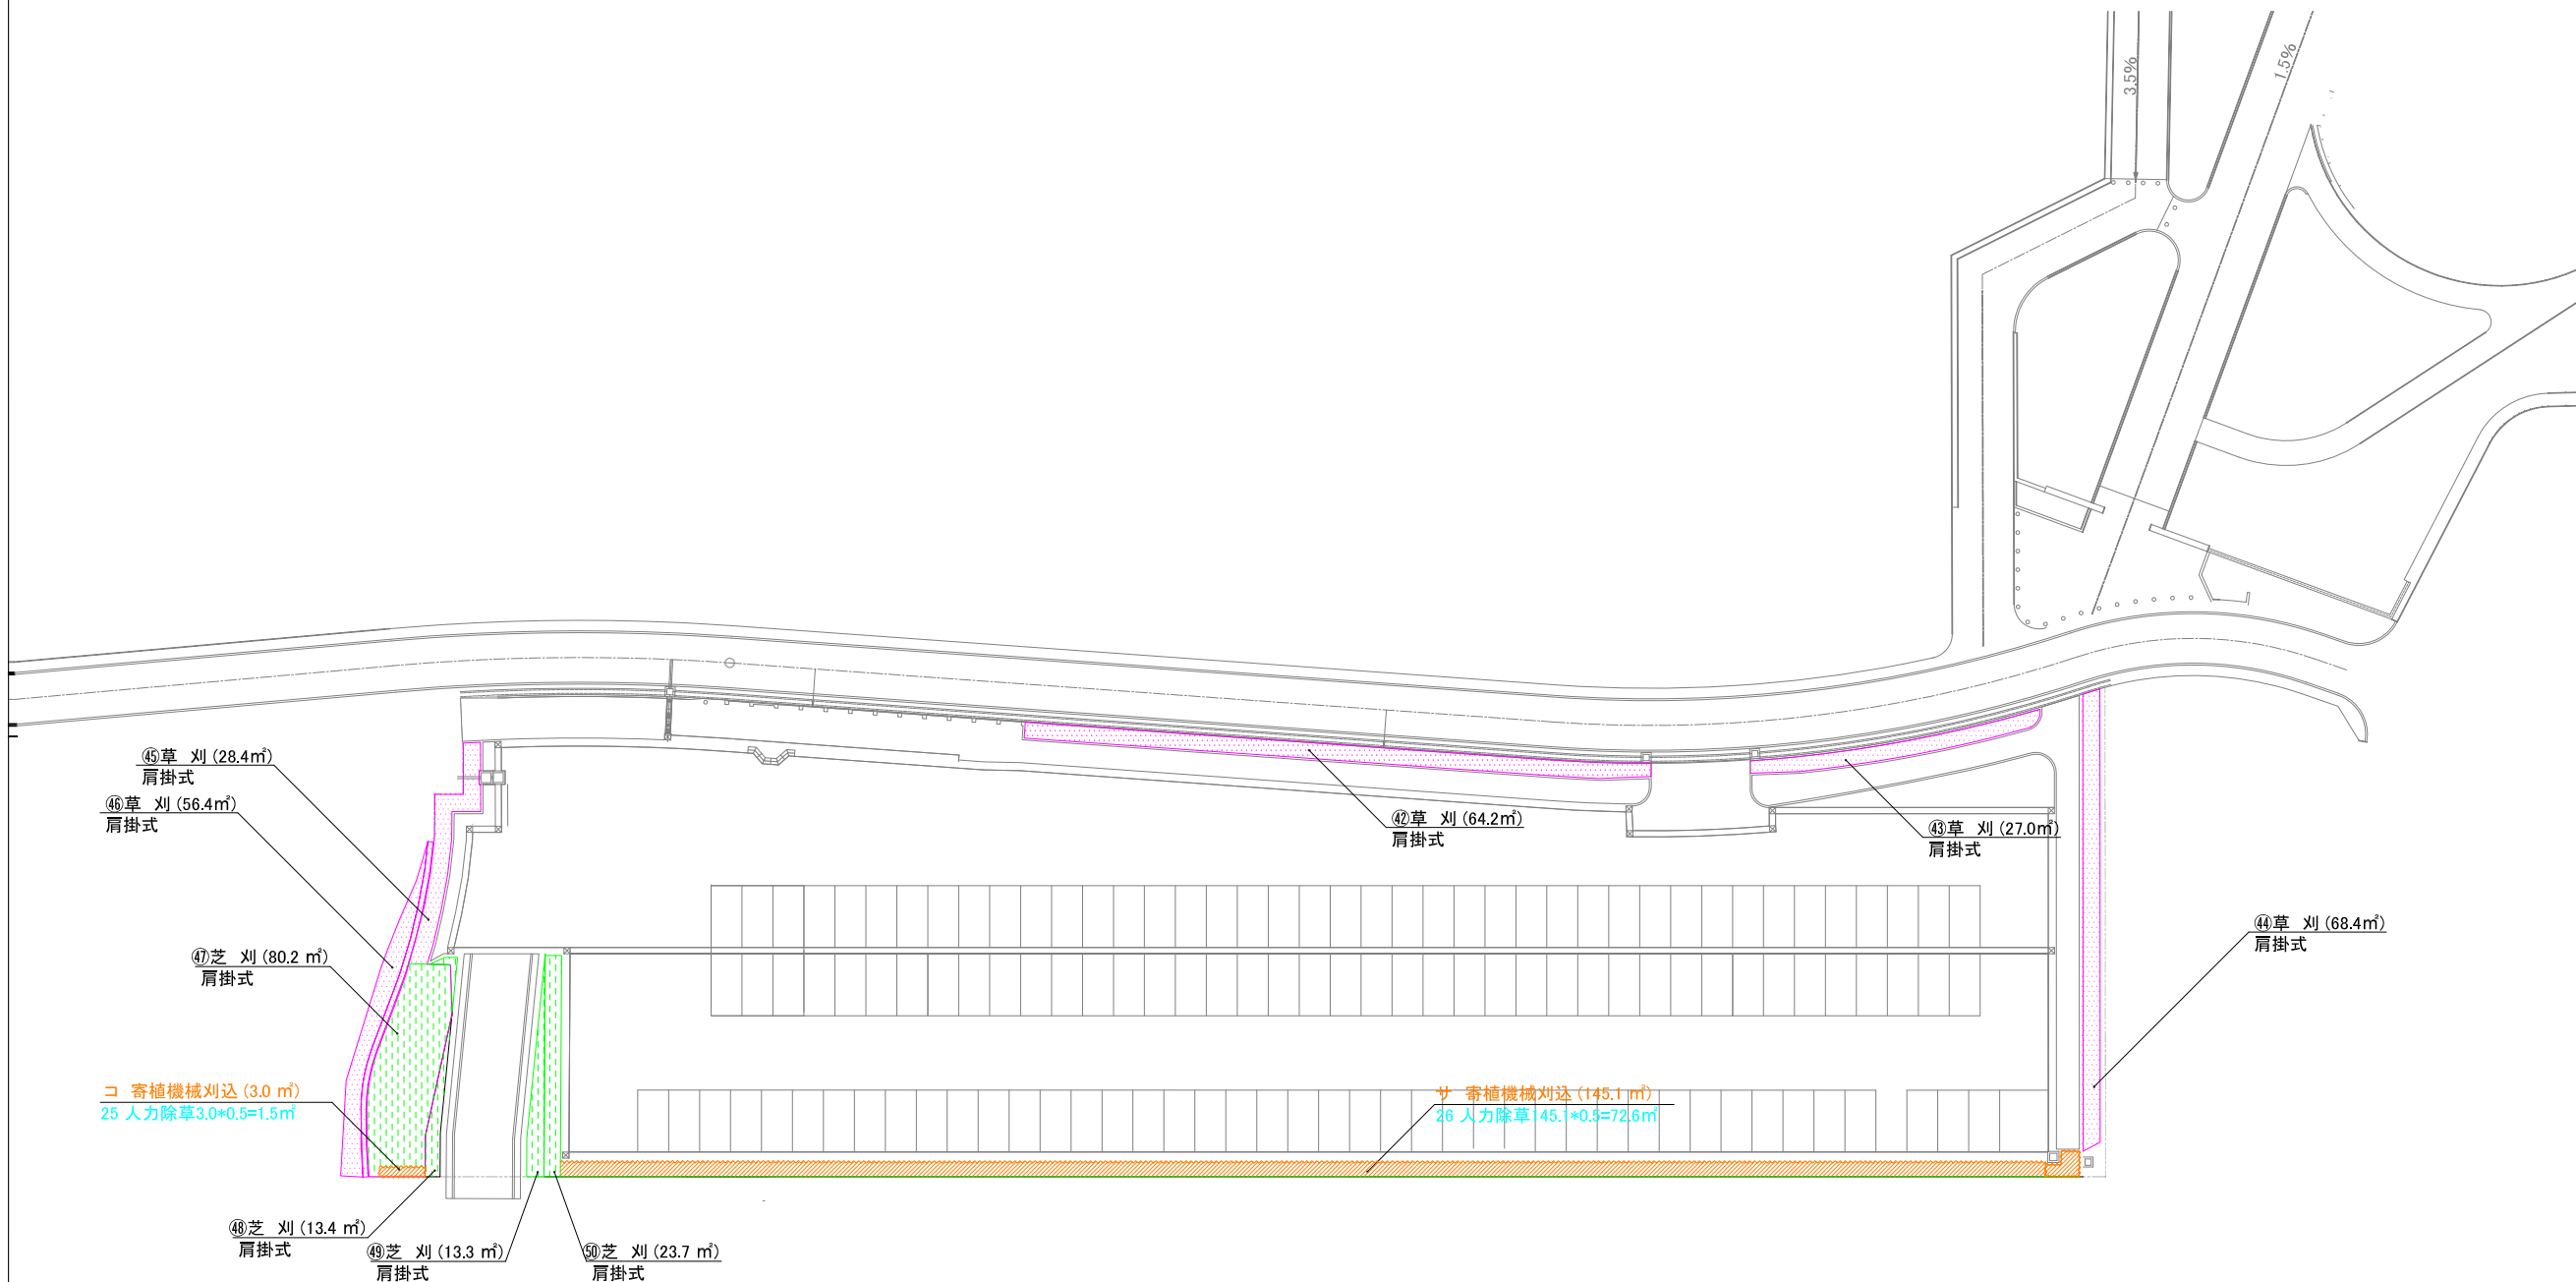 3.5%
1.5%
㊺草 刈 (28.4㎡)
肩掛式
㊻草 刈 (56.4㎡)
肩掛式
㊷草 刈 (64.2㎡)
肩掛式
㊸草 刈 (27.0㎡)
肩掛式
㊹草 刈 (68.4㎡)
肩掛式
㊼芝 刈 (80.2 ㎡)
肩掛式
コ 寄植機械刈込 (3.0 ㎡)
25 人力除草3.0*0.5=1.5㎡
サ 寄植機械刈込 (145.1 ㎡)
26 人力除草145.1*0.5=72.6㎡
㊽芝 刈 (13.4 ㎡)
肩掛式
㊾芝 刈 (13.3 ㎡)
肩掛式
㊿芝 刈 (23.7 ㎡)
肩掛式